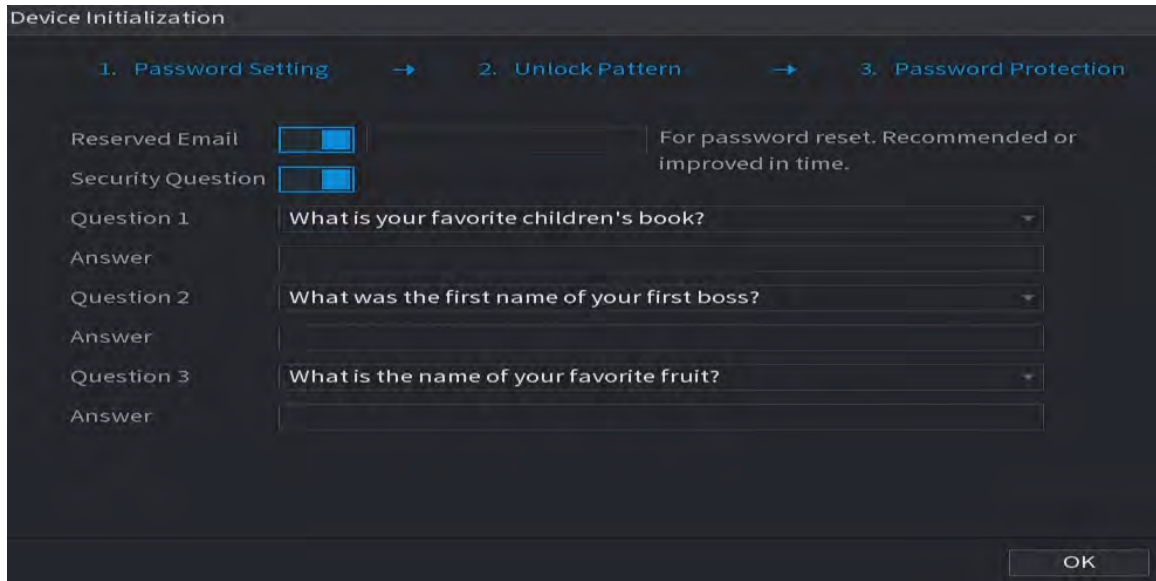 Device Initialization
1. Password Setting → 2. Unlock Pattern → 3. Password Protection
Reserved Email For password reset. Recommended or
improved in time.
Security Question
Question 1 What is your favorite children's book?
Answer
Question 2 What was the first name of your first boss?
Answer
Question 3 What is the name of your favorite fruit?
Answer
OK